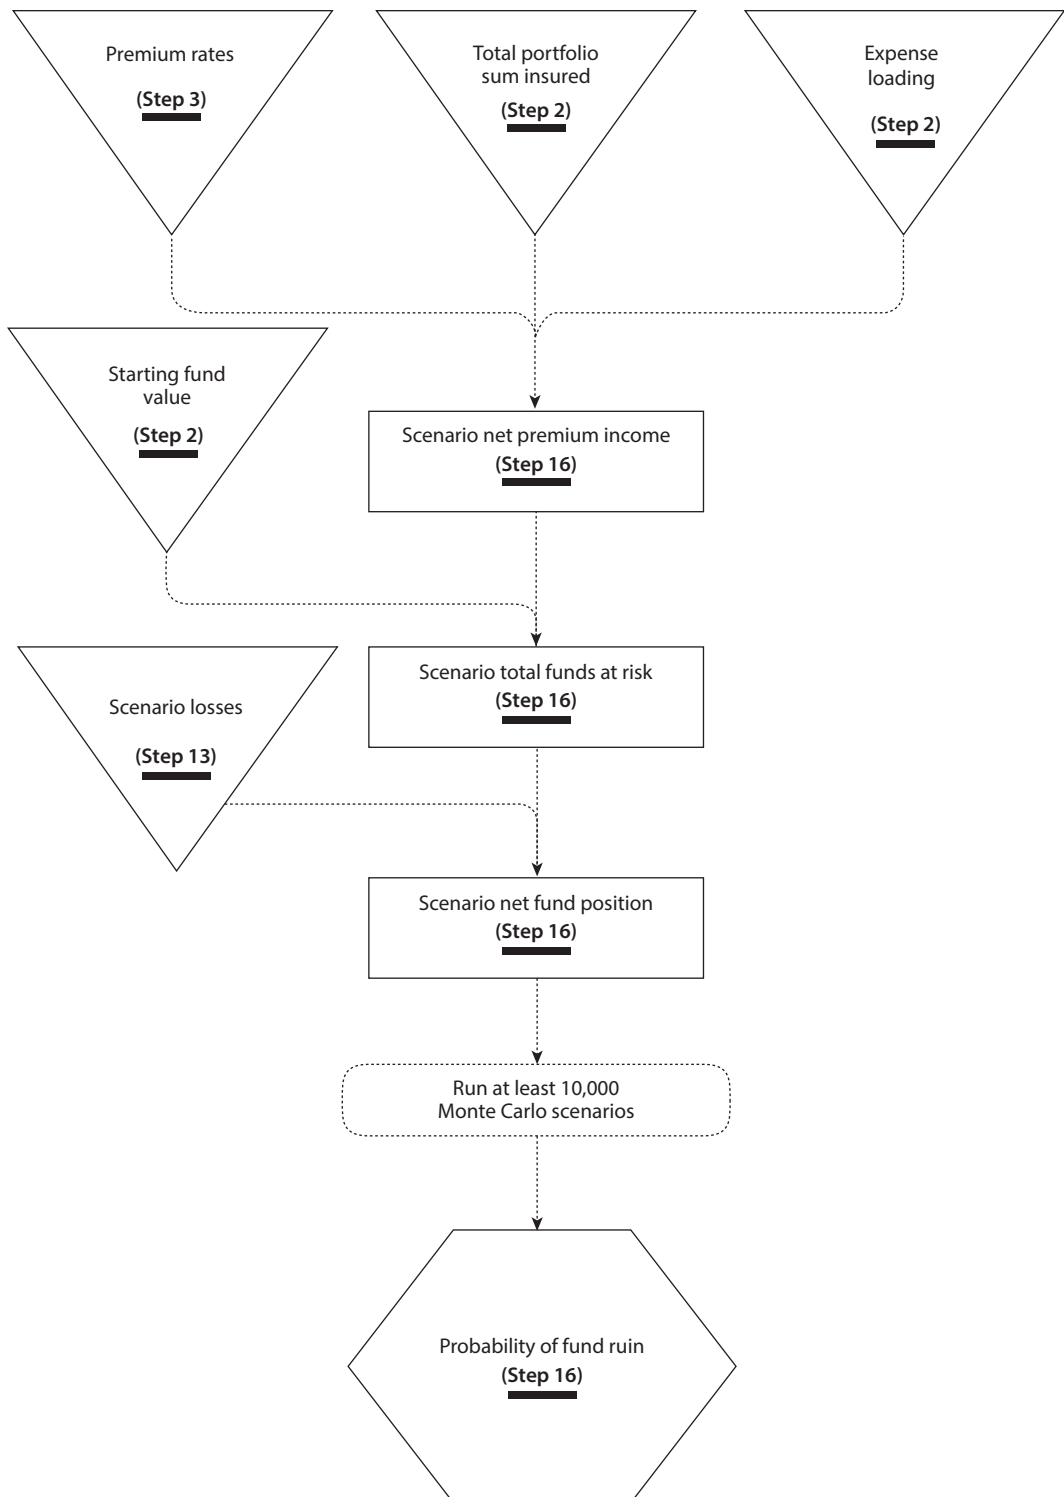 Premium rates
(Step 3)
Total portfolio
sum insured
(Step 2)
Expense
loading
(Step 2)
Starting fund
value
(Step 2)
Scenario net premium income
(Step 16)
Scenario total funds at risk
(Step 16)
Scenario losses
(Step 13)
Scenario net fund position
(Step 16)
Run at least 10,000
Monte Carlo scenarios
Probability of fund ruin
(Step 16)